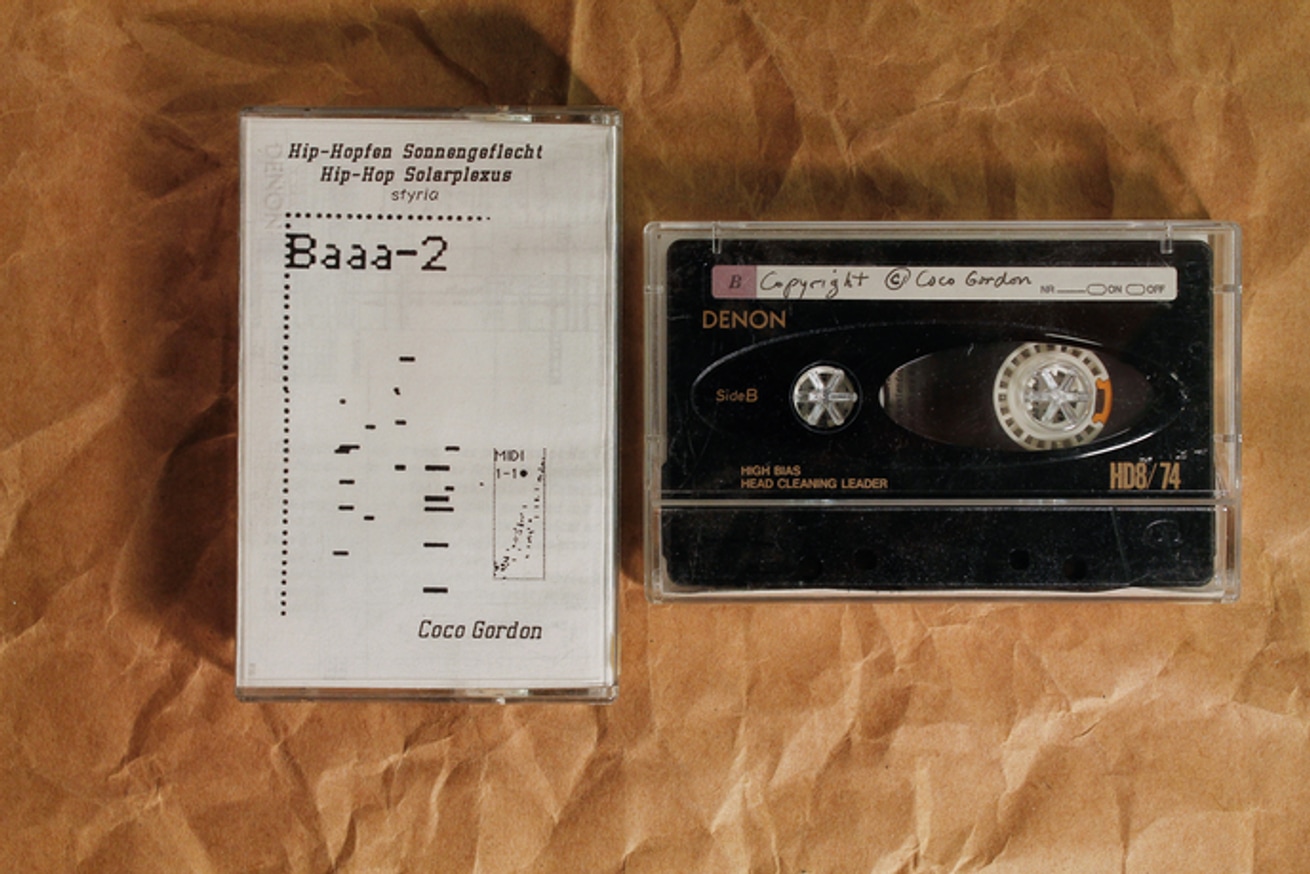 Hip-Hopfen Sonnengeflecht
Hip-Hop Solarplexus
styria
Baaa-2
MIDI
1-1
Coco Gordon
DENON
B Copyright © Coco Gordon NR ON OFF
DENON
Side B
HIGH BIAS
HEAD CLEANING LEADER
HD8/74